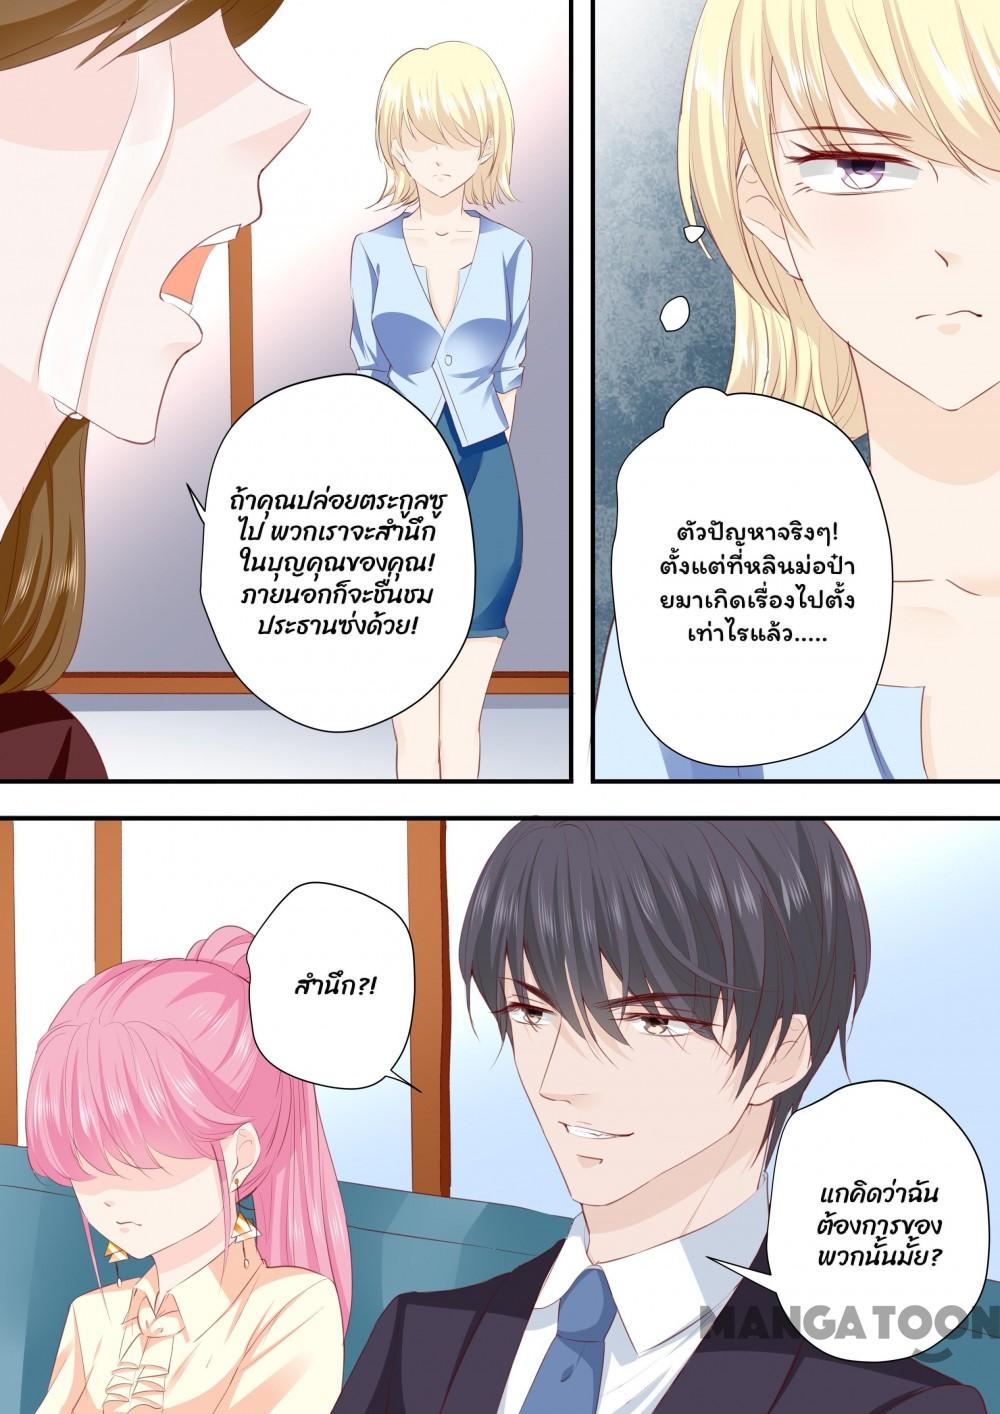 ถ้าคุณปล่อยตระกูลซู
ไป พวกเราจะสำนึก
ในบุญคุณของคุณ!
ภายนอกก็จะชื่นชม
ประธานซ่งด้วย!
ตัวปัญหาจริงๆ!
ตั้งแต่ที่หลินม่อป๋า
ยมาเกิดเรื่องไปตั้ง
เท่าไรแล้ว.....
สำนึก?!
แกคิดว่าฉัน
ต้องการของ
พวกนั้นมั้ย?
MANGATOON